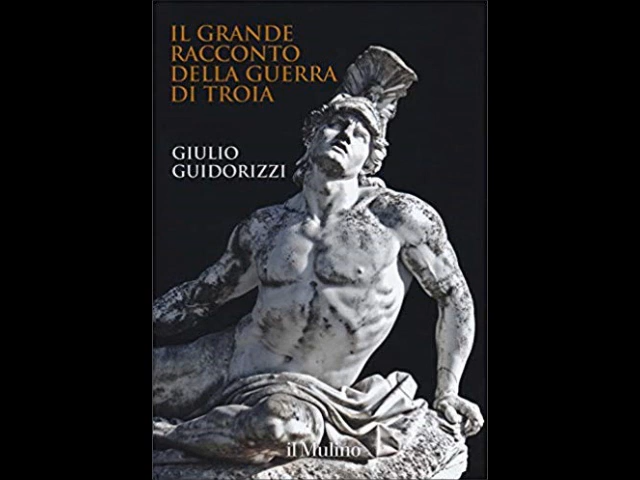 IL GRANDE
RACCONTO
DELLA GUERRA
DI TROIA
GIULIO
GUIDORIZZI
il Mulino